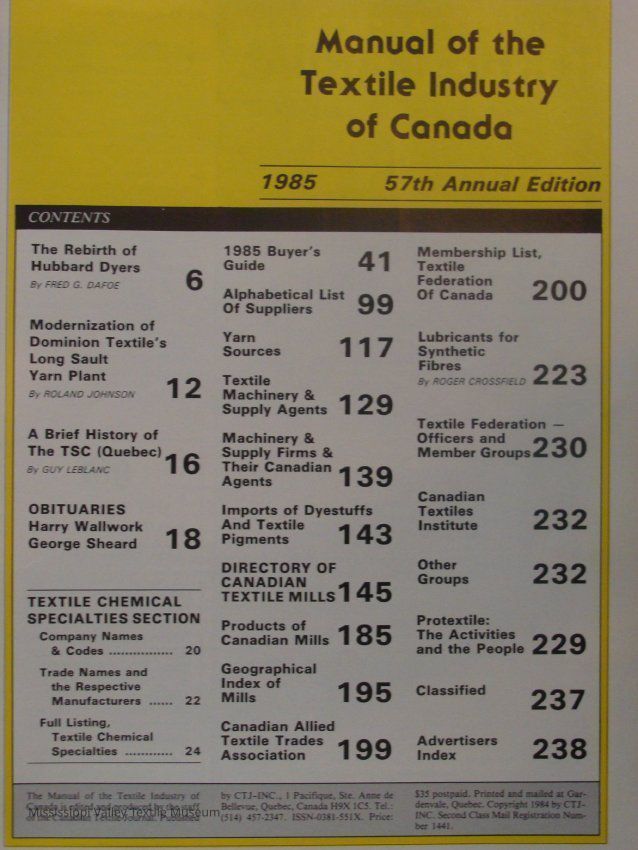 Manual of the
Textile Industry
of Canada
1985 57th Annual Edition
CONTENTS
The Rebirth of
Hubbard Dyers 6
By FRED G. DAFOE
Modernization of
Dominion Textile's
Long Sault
Yarn Plant 12
By ROLAND JOHNSON
A Brief History of
The TSC (Quebec) 16
By GUY LEBLANC
OBITUARIES
Harry Wallwork
George Sheard 18
TEXTILE CHEMICAL
SPECIALTIES SECTION
Company Names
& Codes ................ 20
Trade Names and
the Respective
Manufacturers ...... 22
Full Listing,
Textile Chemical
Specialties ............ 24
1985 Buyer's
Guide 41
Alphabetical List
Of Suppliers 99
Yarn
Sources 117
Textile
Machinery &
Supply Agents 129
Machinery &
Supply Firms &
Their Canadian
Agents 139
Imports of Dyestuffs
And Textile
Pigments 143
DIRECTORY OF
CANADIAN
TEXTILE MILLS 145
Products of
Canadian Mills 185
Geographical
Index of
Mills 195
Canadian Allied
Textile Trades
Association 199
Membership List,
Textile
Federation
Of Canada 200
Lubricants for
Synthetic
Fibres
By ROGER CROSSFIELD 223
Textile Federation —
Officers and
Member Groups 230
Canadian
Textiles
Institute 232
Other
Groups 232
Protextile:
The Activities
and the People 229
Classified 237
Advertisers
Index 238
The Manual of the Textile Industry of
Canada is edited and produced by the staff
of the Canadian Textile Journal. Published
by CTJ-INC., 1 Pacifique, Ste. Anne de
Bellevue, Quebec, Canada H9X 1C5. Tel.:
(514) 457-2347. ISSN-0381-551X. Price:
$35 postpaid. Printed and mailed at Gar-
denvale, Quebec. Copyright 1984 by CTJ-
INC. Second Class Mail Registration Num-
ber 1441.
Mississippi Valley Textile Museum